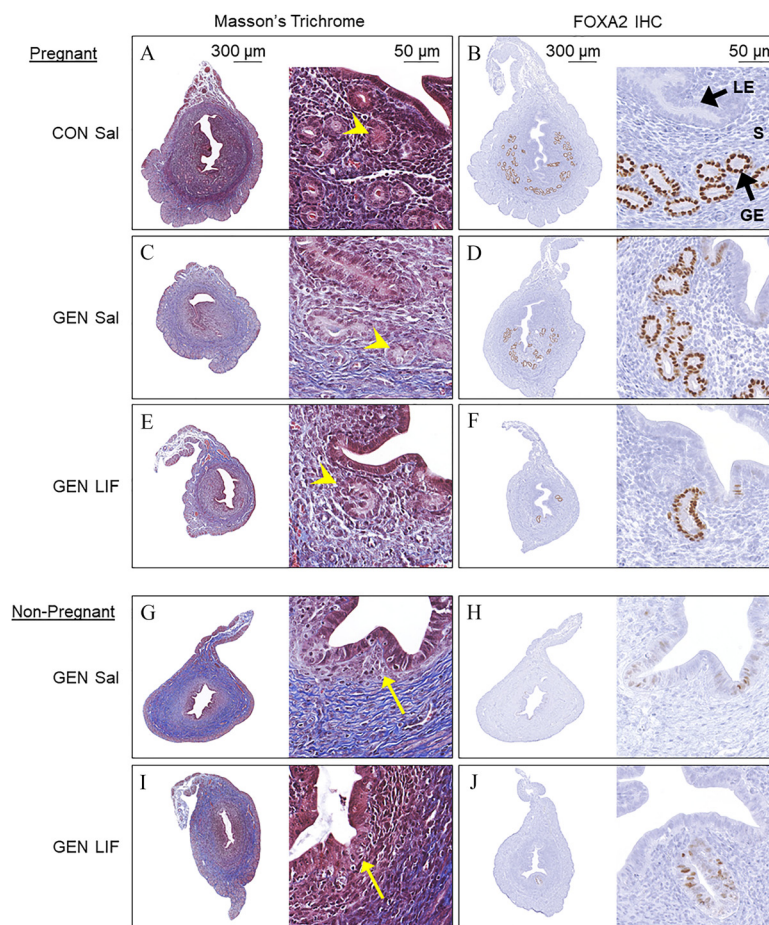 Masson's Trichrome
FOXA2 IHC
Pregnant
A
300 µm
50 µm
B
300 µm
50 µm
CON Sal
LE
S
GE
C
D
GEN Sal
E
F
GEN LIF
Non-Pregnant
G
H
GEN Sal
I
J
GEN LIF